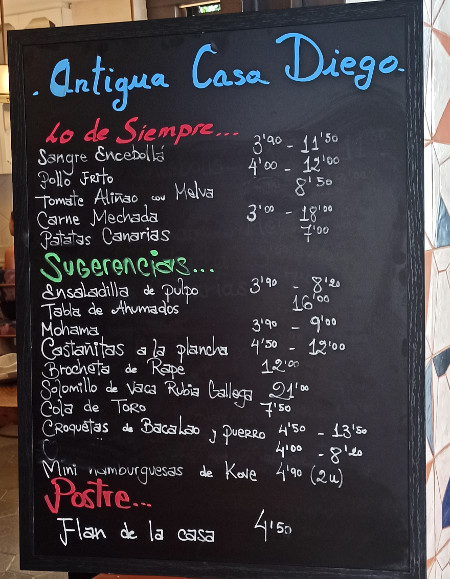 Antigua Casa Diego
Lo de Siempre...
Sangre Encebollá 3'90 - 11'50
Pollo Frito 4'00 - 12'00
Tomate Aliñao con Melva 8'50
Carne Mechada 3'00 - 18'00
Patatas Canarias 7'00
Sugerencias...
Ensaladilla de pulpo 3'90 - 8'20
Tabla de Ahumados 16'00
Mohama 3'90 - 9'00
Castañitas a la plancha 4'50 - 12'00
Brocheta de Rape 12'00
Solomillo de Vaca Rubia Gallega 21'00
Cola de Toro 7'50
Croquetas de Bacalao y puerro 4'50 - 13'50
4'00 - 8'20
Mini hamburguesas de Kove 4'90 (2u)
Postre...
Flan de la casa 4'50